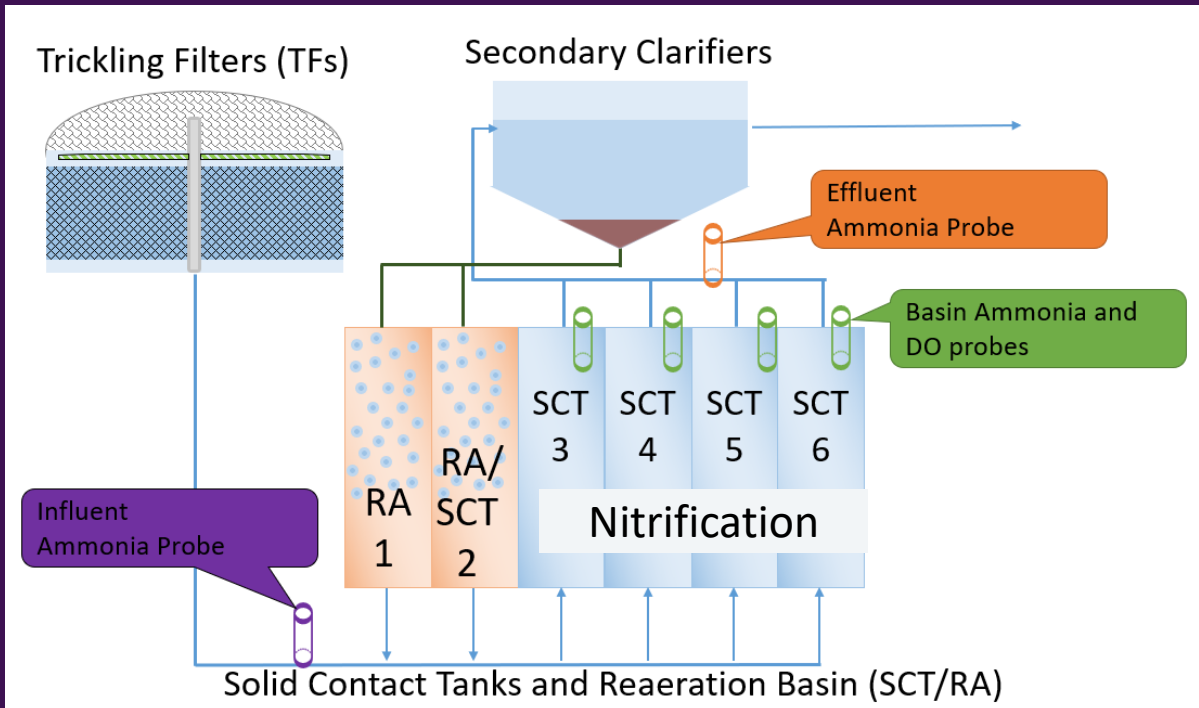 Trickling Filters (TFs)
Secondary Clarifiers
Effluent
Ammonia Probe
Basin Ammonia and
DO probes
SCT
3
SCT
4
SCT
5
SCT
6
RA
1
RA/
SCT
2
Nitrification
Influent
Ammonia Probe
Solid Contact Tanks and Reaeration Basin (SCT/RA)